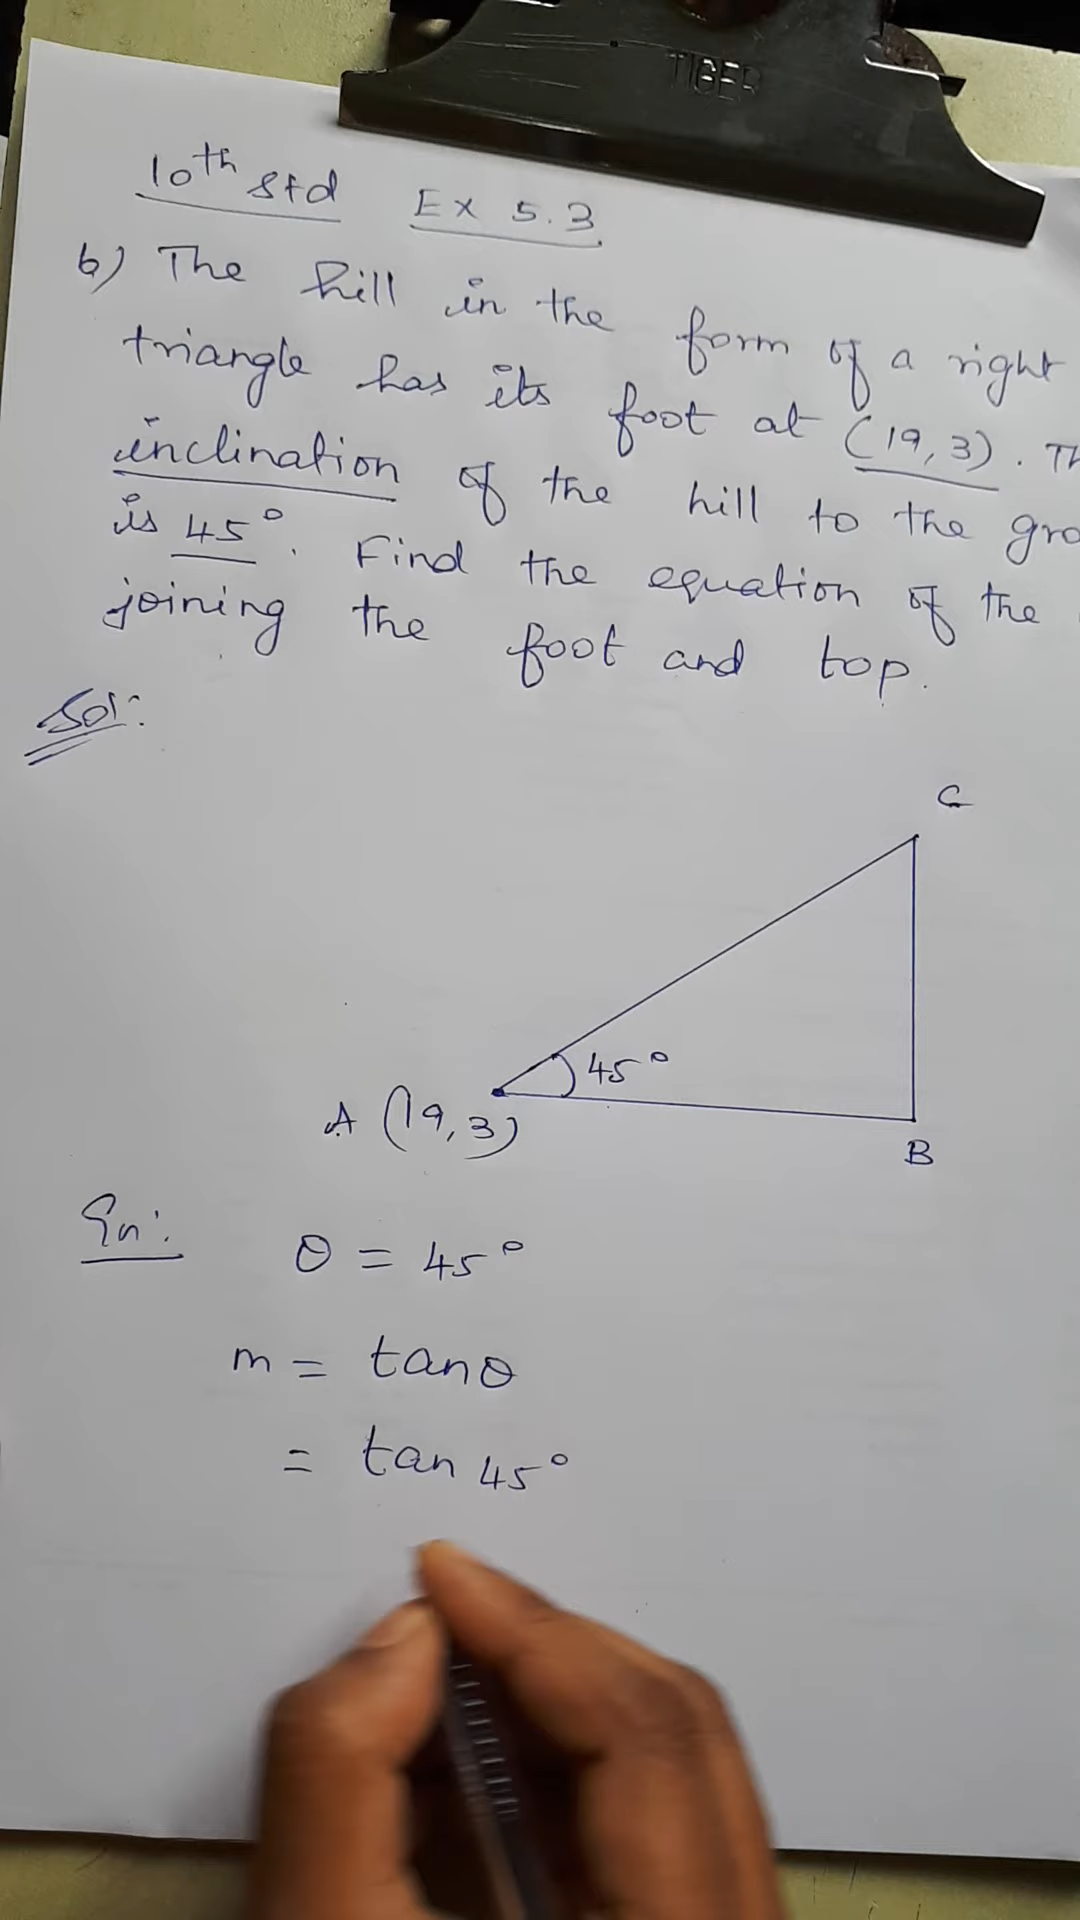 TIGER
10th std Ex 5.3
6) The hill in the form of a right
triangle has its foot at (19,3). Th
inclination of the hill to the gro
is 45°. Find the equation of the
joining the foot and top.
Sol:
C
45°
A (19,3)
B
Gn: θ = 45°
m = tanθ
= tan 45°